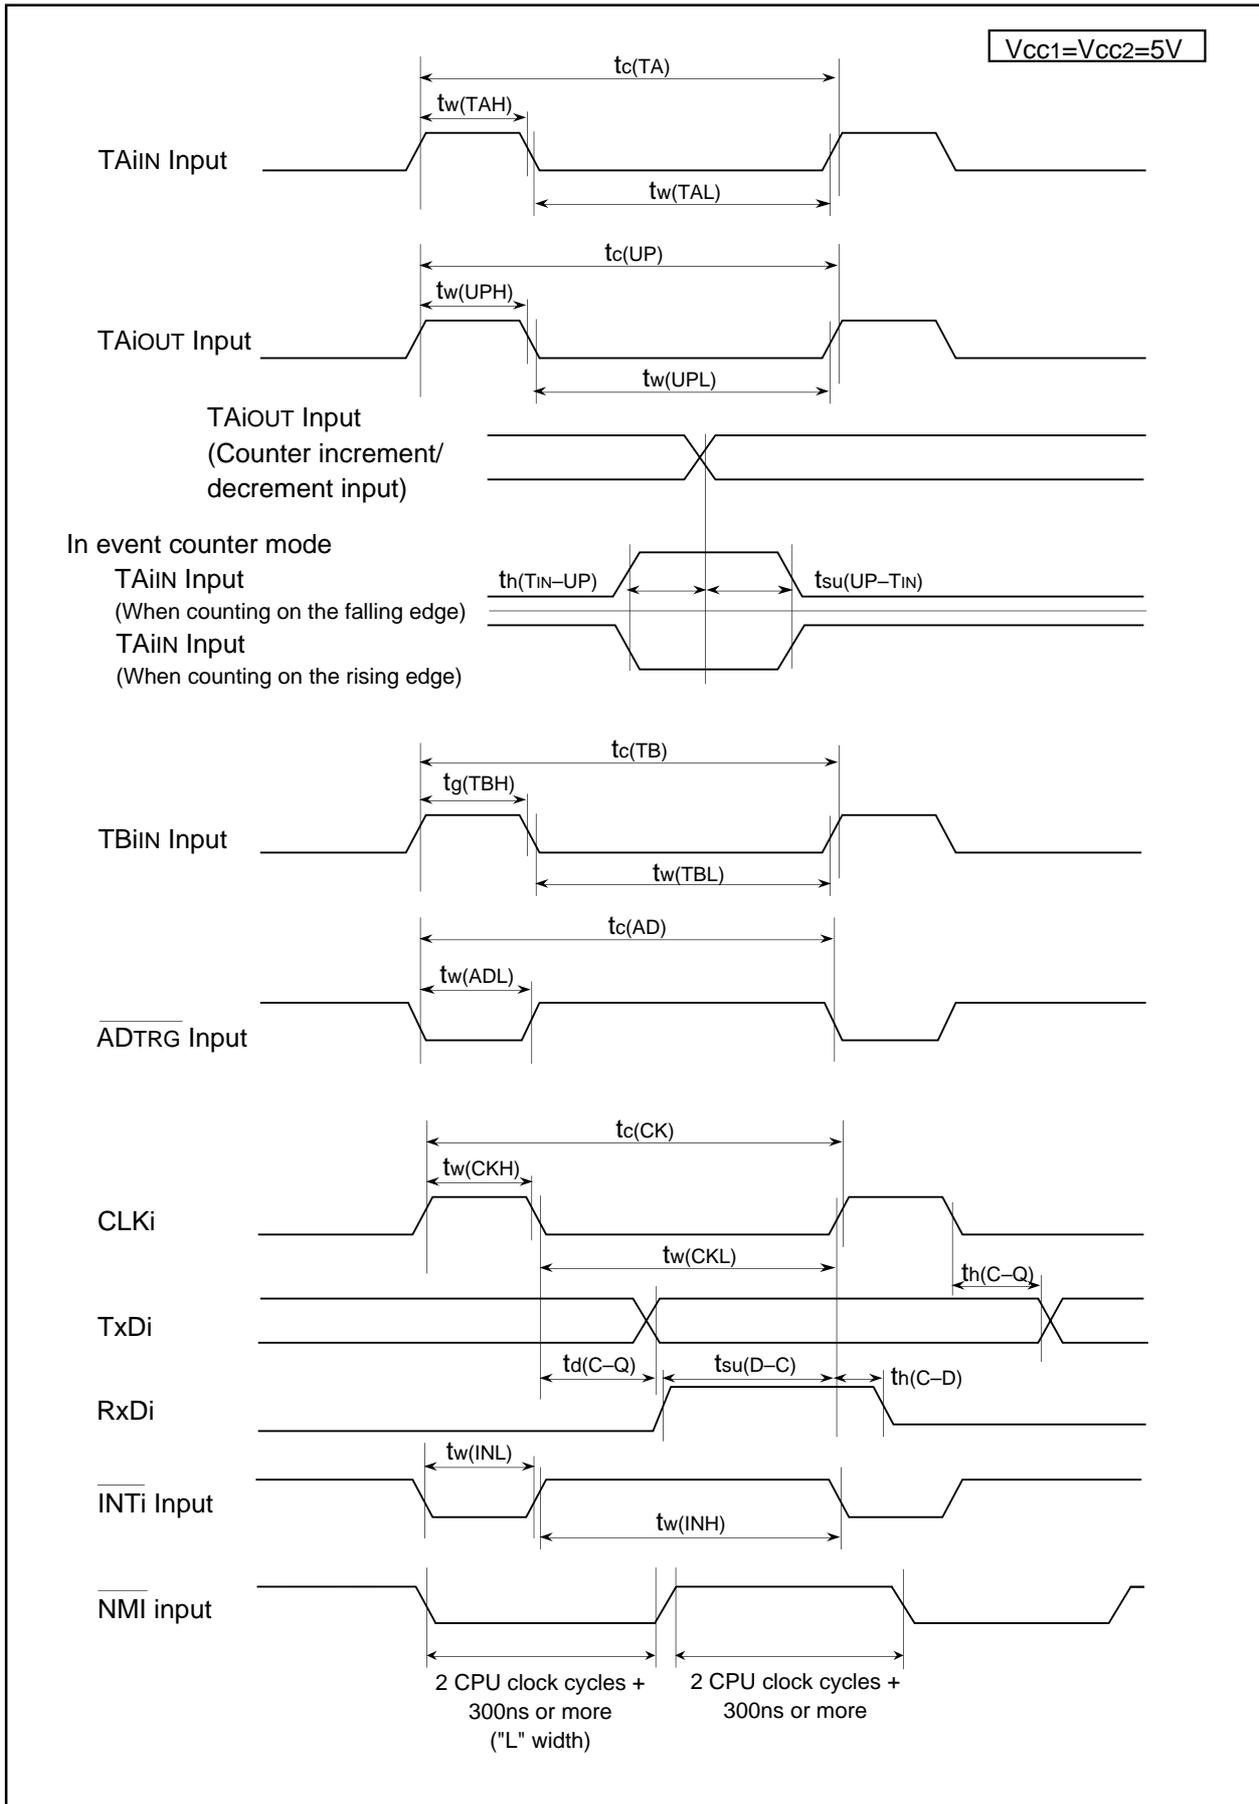 Vcc1=Vcc2=5V
tc(TA)
tw(TAH)
TAiIN Input
tw(TAL)
tc(UP)
tw(UPH)
TAiOUT Input
tw(UPL)
TAiOUT Input
(Counter increment/
decrement input)
In event counter mode
TAiIN Input
(When counting on the falling edge)
th(TIN–UP)
tsu(UP–TIN)
TAiIN Input
(When counting on the rising edge)
tc(TB)
tg(TBH)
TBiIN Input
tw(TBL)
tc(AD)
tw(ADL)
ADTRG Input
tc(CK)
tw(CKH)
CLKi
tw(CKL)
th(C–Q)
TxDi
td(C–Q)
tsu(D–C)
th(C–D)
RxDi
tw(INL)
INTi Input
tw(INH)
NMI input
2 CPU clock cycles +
300ns or more
("L" width)
2 CPU clock cycles +
300ns or more